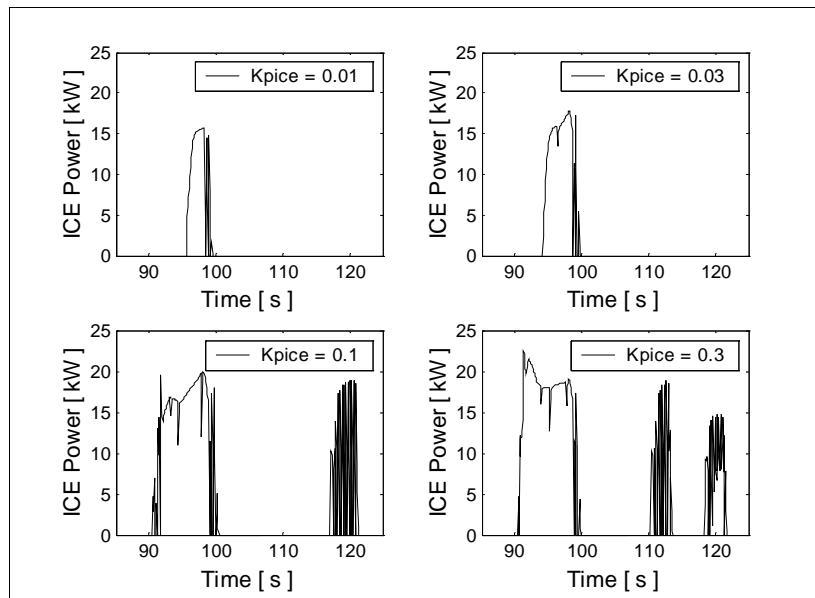 25
20
15
10
5
0
ICE Power [ kW ]
Kpice = 0.01
90 100 110 120
Time [ s ]
25
20
15
10
5
0
ICE Power [ kW ]
Kpice = 0.03
90 100 110 120
Time [ s ]
25
20
15
10
5
0
ICE Power [ kW ]
Kpice = 0.1
90 100 110 120
Time [ s ]
25
20
15
10
5
0
ICE Power [ kW ]
Kpice = 0.3
90 100 110 120
Time [ s ]